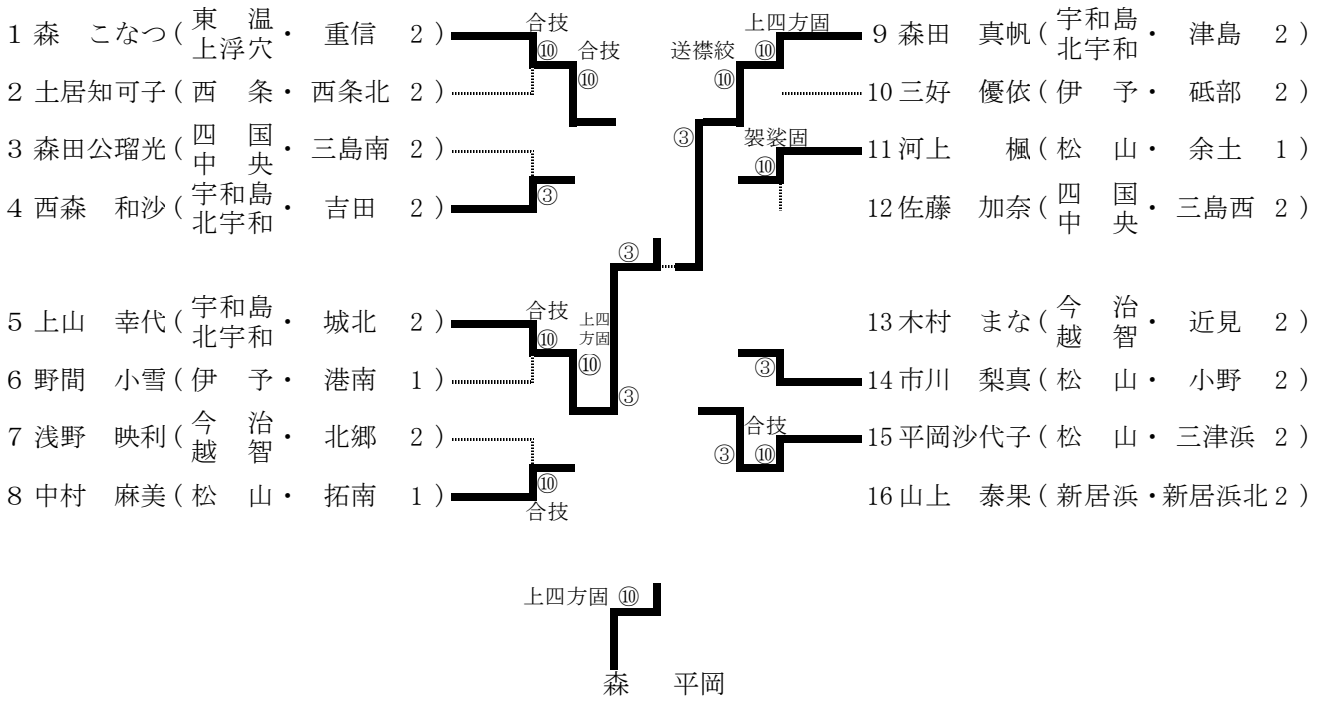 1 森　こなつ ( 東　温 上浮穴 ・ 重信 2 )
合技
⑩
合技
⑩
2 土居知可子 ( 西　条 ・ 西条北 2 )
3 森田公瑠光 ( 四　国 中　央 ・ 三島南 2 )
③
4 西森　和沙 ( 宇和島 北宇和 ・ 吉田 2 )
③
5 上山　幸代 ( 宇和島 北宇和 ・ 城北 2 )
合技
⑩
上四
方固
⑩
6 野間　小雪 ( 伊　予 ・ 港南 1 )
③
7 浅野　映利 ( 今　治 越　智 ・ 北郷 2 )
8 中村　麻美 ( 松　山 ・ 拓南 1 )
⑩
合技
上四方固
⑩
送襟絞
⑩
9 森田　真帆 ( 宇和島 北宇和 ・ 津島 2 )
10 三好　優依 ( 伊　予 ・ 砥部 2 )
③
袈裟固
⑩
11 河上　楓 ( 松　山 ・ 余土 1 )
12 佐藤　加奈 ( 四　国 中　央 ・ 三島西 2 )
13 木村　まな ( 今　治 越　智 ・ 近見 2 )
③
14 市川　梨真 ( 松　山 ・ 小野 2 )
合技
③
⑩
15 平岡沙代子 ( 松　山 ・ 三津浜 2 )
16 山上　泰果 ( 新居浜 ・ 新居浜北 2 )
上四方固 ⑩
森　平岡